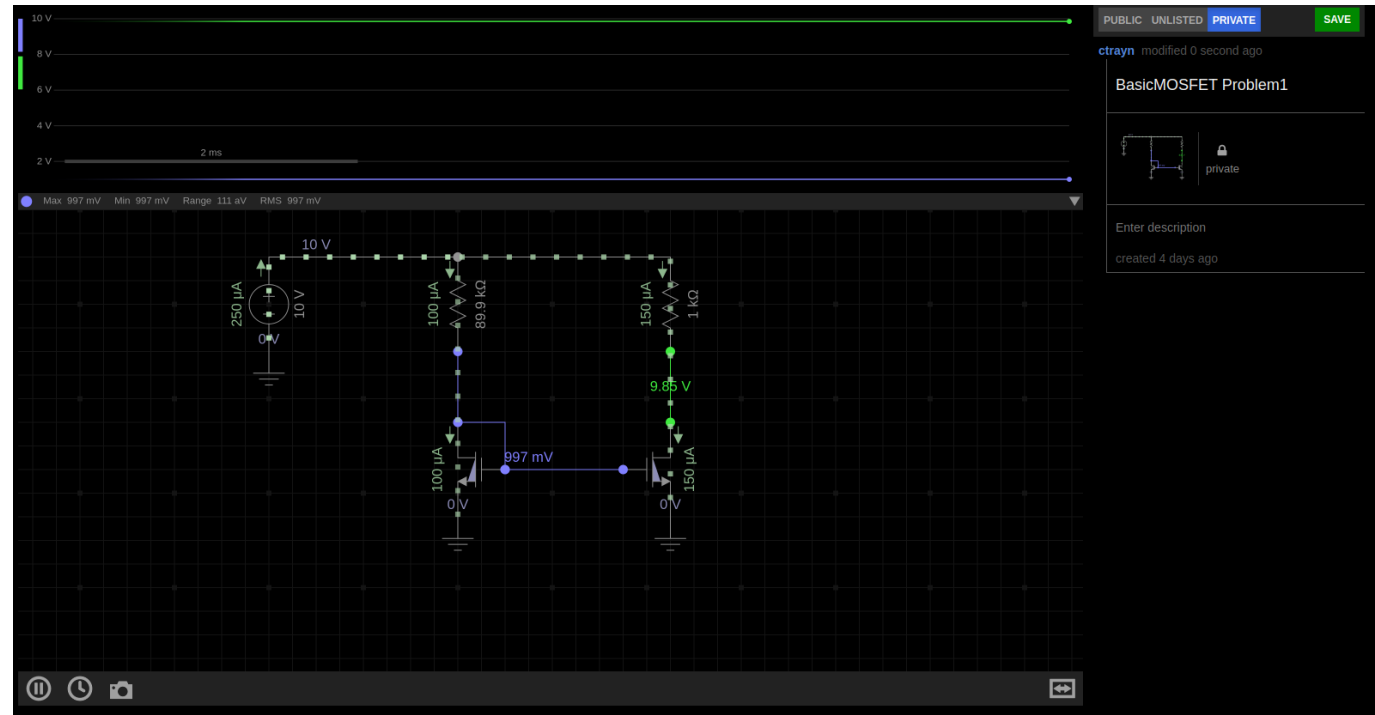 10 V
8 V
6 V
4 V
2 V
2 ms
Max 997 mV Min 997 mV Range 111 aV RMS 997 mV
10 V
250 µA
10 V
0 V
100 µA
89.9 kΩ
150 µA
1 kΩ
9.85 V
100 µA
997 mV
150 µA
0 V
0 V
PUBLIC UNLISTED PRIVATE SAVE
ctrayn modified 0 second ago
BasicMOSFET Problem1
private
Enter description
created 4 days ago